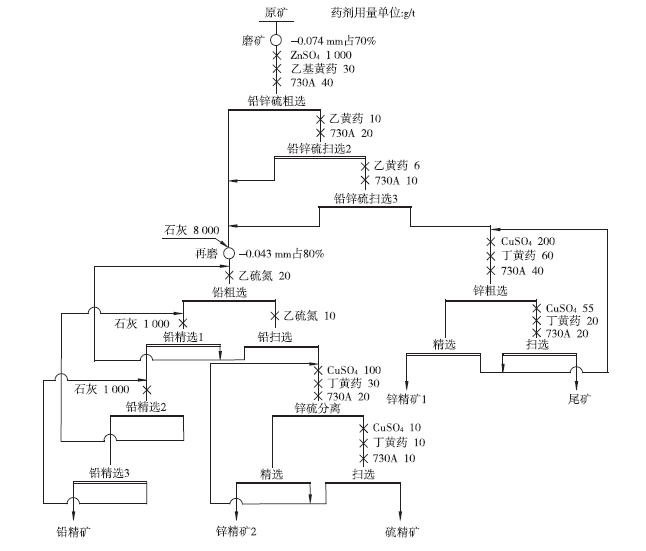 原矿 药剂用量单位:g/t
磨矿 -0.074 mm占70%
ZnSO₄ 1 000
乙基黄药 30
730A 40
铅锌硫粗选
乙黄药 10
730A 20
铅锌硫扫选2
乙黄药 6
730A 10
铅锌硫扫选3
石灰 8 000
再磨 -0.043 mm占80%
乙硫氮 20
铅粗选
石灰 1 000
乙硫氮 10
铅精选1 铅扫选
CuSO₄ 200
丁黄药 60
730A 40
锌粗选
CuSO₄ 55
丁黄药 20
730A 20
精选 扫选
锌精矿1 尾矿
石灰 1 000
铅精选2
CuSO₄ 100
丁黄药 30
730A 20
锌硫分离
CuSO₄ 10
丁黄药 10
730A 10
铅精选3 精选 扫选
铅精矿 锌精矿2 硫精矿